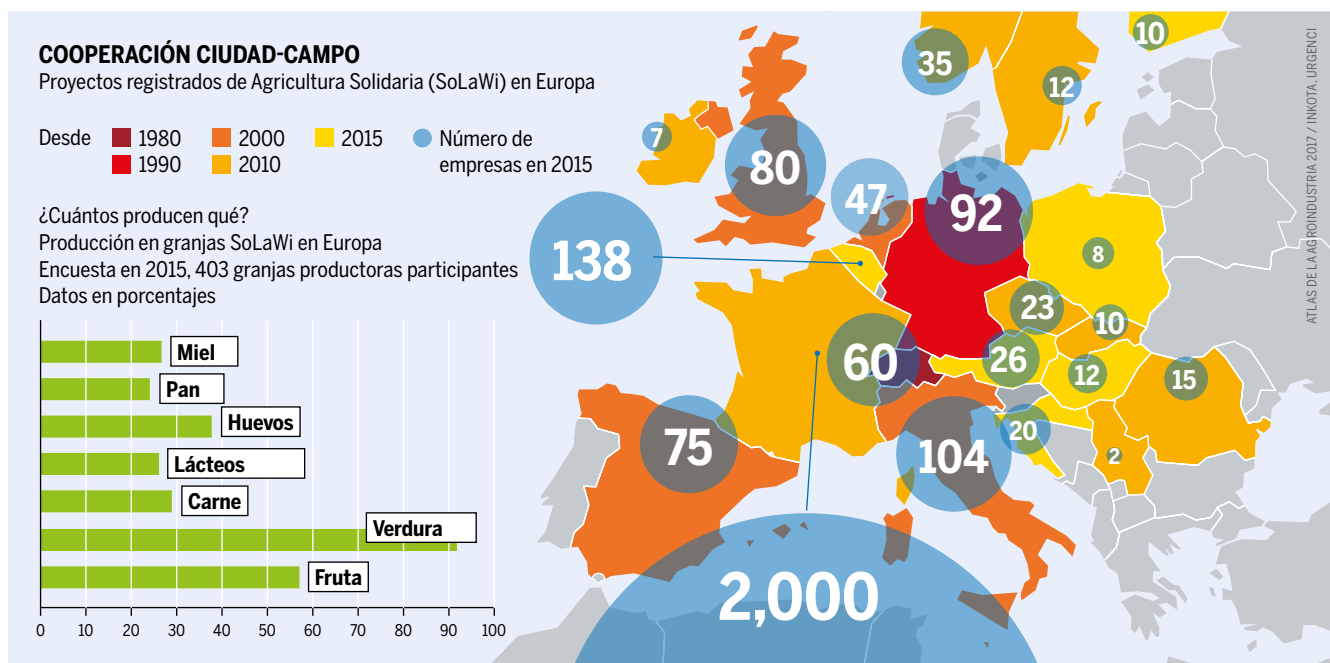 COOPERACIÓN CIUDAD-CAMPO
Proyectos registrados de Agricultura Solidaria (SoLaWi) en Europa
Desde
1980
1990
2000
2010
2015
Número de
empresas en 2015
¿Cuántos producen qué?
Producción en granjas SoLaWi en Europa
Encuesta en 2015, 403 granjas productoras participantes
Datos en porcentajes
Miel
Pan
Huevos
Lácteos
Carne
Verdura
Fruta
0 10 20 30 40 50 60 70 80 90 100
10
35
12
7
80
47
92
138
8
23
10
60
26
12
15
75
104
20
2
2,000
ATLAS DE LA AGROINDUSTRIA 2017 / INKOTA, URGENCI